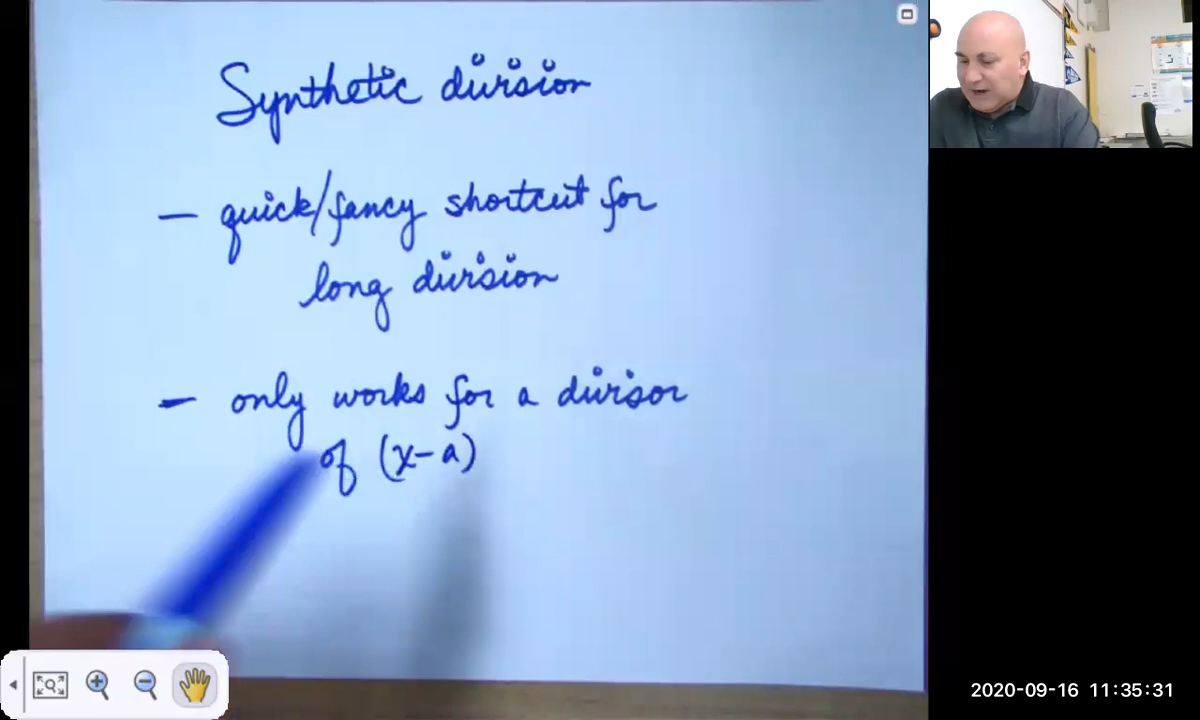 Synthetic division
- quick/fancy shortcut for
long division
- only works for a divisor
of (x-a)
2020-09-16 11:35:31